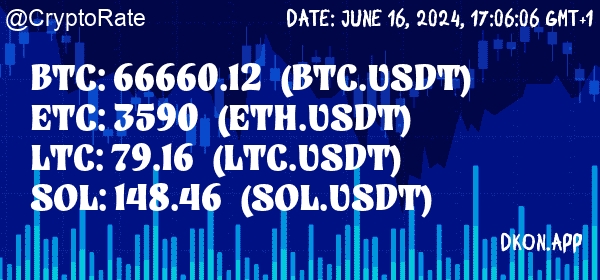 @CryptoRate
DATE: JUNE 16, 2024, 17:06:06 GMT+1
BTC: 66660.12 (BTC.USDT)
ETC: 3590 (ETH.USDT)
LTC: 79.16 (LTC.USDT)
SOL: 148.46 (SOL.USDT)
DKON.APP